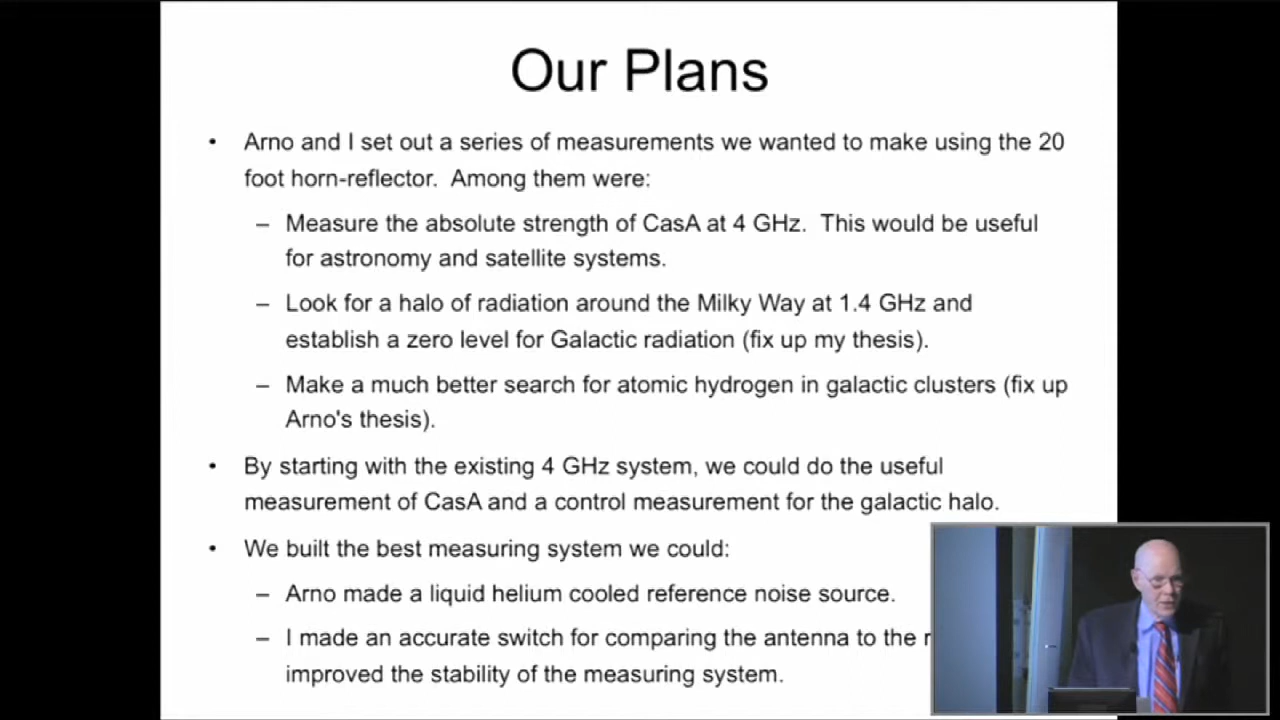 Our Plans
• Arno and I set out a series of measurements we wanted to make using the 20
foot horn-reflector. Among them were:
– Measure the absolute strength of CasA at 4 GHz. This would be useful
for astronomy and satellite systems.
– Look for a halo of radiation around the Milky Way at 1.4 GHz and
establish a zero level for Galactic radiation (fix up my thesis).
– Make a much better search for atomic hydrogen in galactic clusters (fix up
Arno's thesis).
• By starting with the existing 4 GHz system, we could do the useful
measurement of CasA and a control measurement for the galactic halo.
• We built the best measuring system we could:
– Arno made a liquid helium cooled reference noise source.
– I made an accurate switch for comparing the antenna to the
improved the stability of the measuring system.